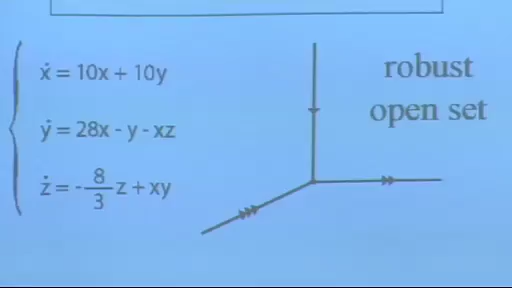 ẋ = 10x + 10y
ẏ = 28x - y - xz
ż = -8/3 z + xy
robust
open set